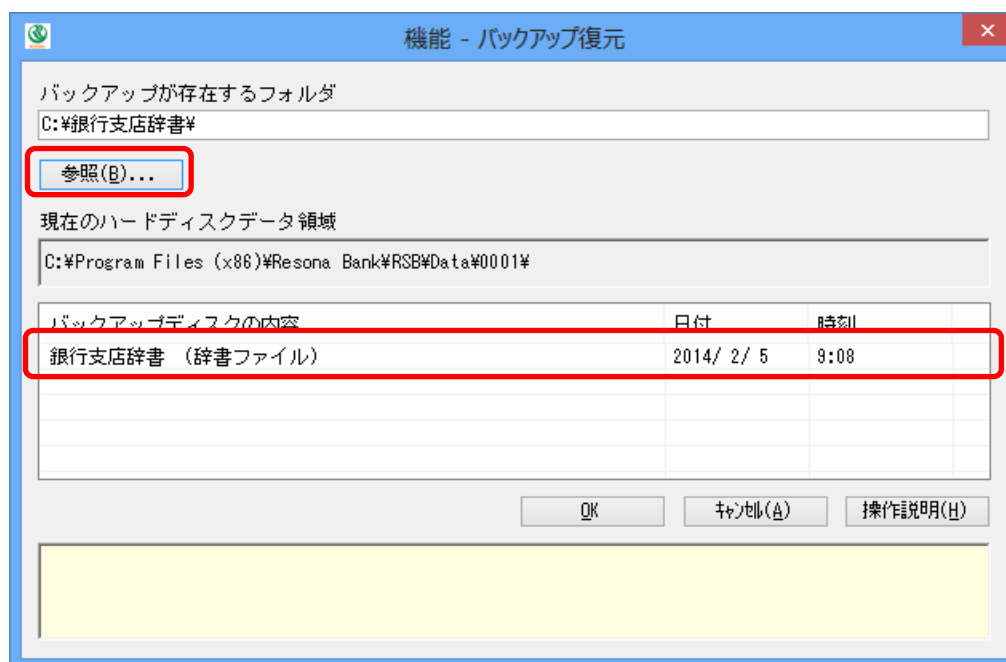 機能 - バックアップ復元
バックアップが存在するフォルダ
C:¥銀行支店辞書¥
参照(B)...
現在のハードディスクデータ領域
C:¥Program Files (x86)¥Resona Bank¥RSB¥Data¥0001¥
バックアップディスクの内容 日付 時刻
銀行支店辞書 (辞書ファイル) 2014/ 2/ 5 9:08
OK ｷｬﾝｾﾙ(A) 操作説明(H)